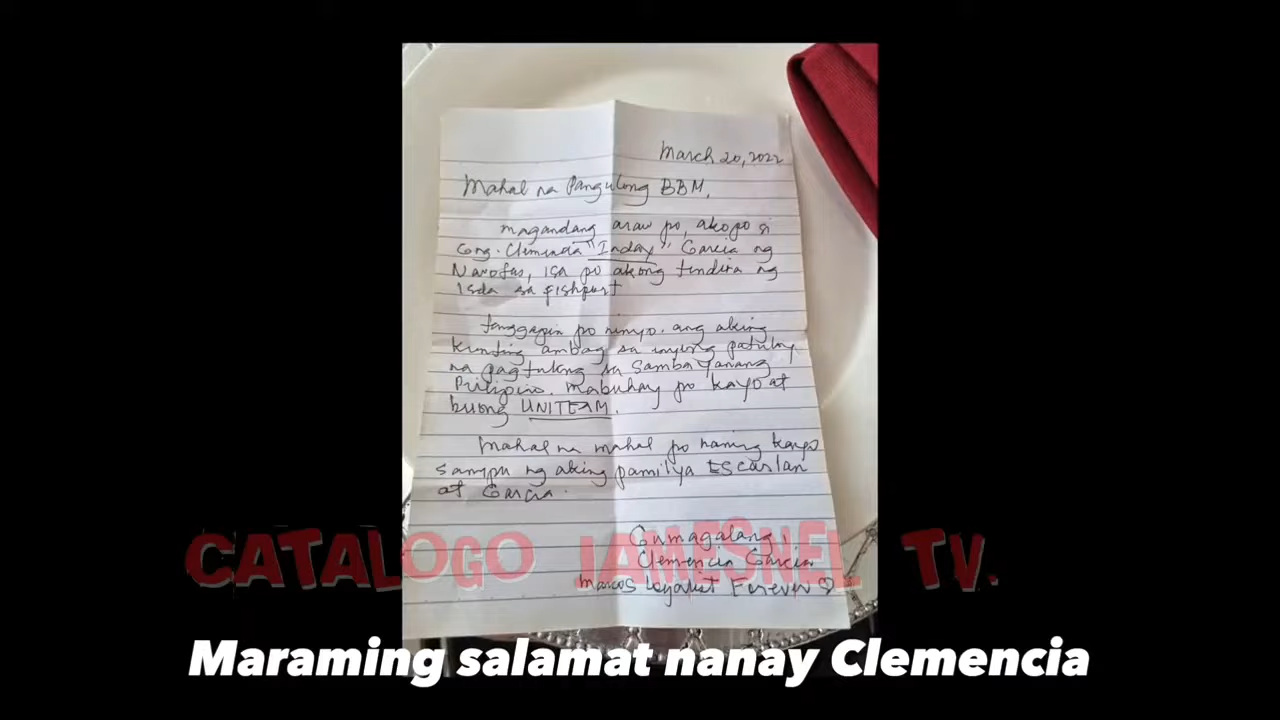 March 20, 2022
Mahal na Pangulong BBM,
magandang araw po, ako po si
Cong. Clemencia "Inday" Garcia ng
Navotas, isa po akong tindira ng
Isda sa fishport
tanggapin po ninyo. ang aking
kunting ambag sa inyong patuloy
na pagtulong sa Sambayanang
Pilipino. Mabuhay po kayo at
buong UNITEAM.
Mahal na mahal po naming kayo
sampu ng aking pamilya Escarlan
at Garcia.
Gumagalang,
Clemencia Garcia
Marcos Loyalist Forever ♡
CATALOGO JAMESNEL TV.
Maraming salamat nanay Clemencia